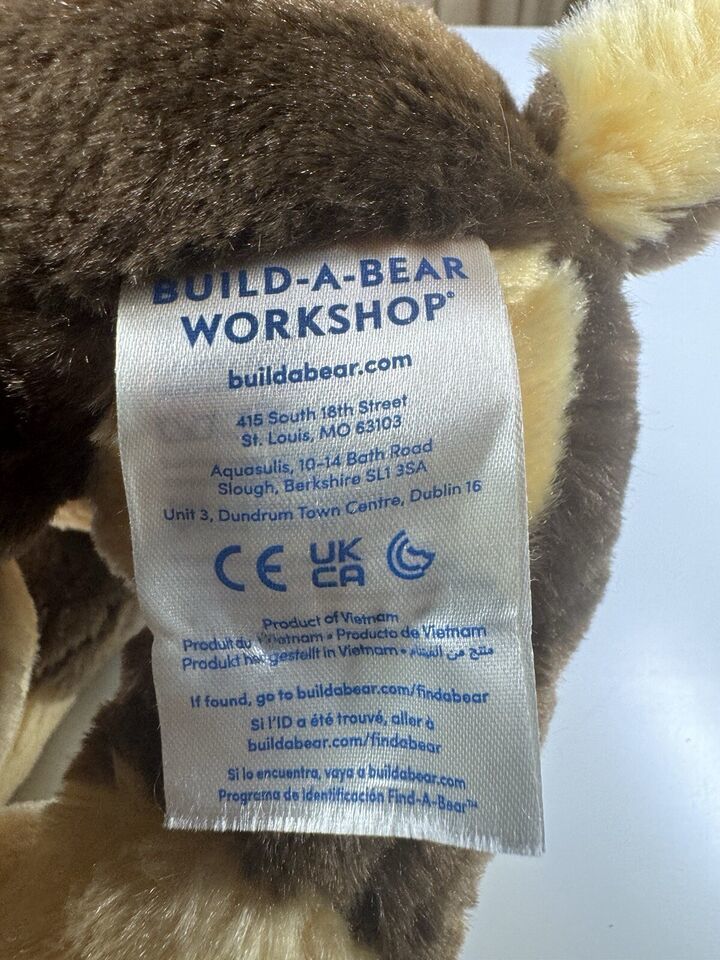 BUILD-A-BEAR
WORKSHOP®
buildabear.com
415 South 18th Street
St. Louis, MO 63103
Aquasulis, 10-14 Bath Road
Slough, Berkshire SL1 3SA
Unit 3, Dundrum Town Centre, Dublin 16
CE UK
CA
Product of Vietnam
Produit du Vietnam • Producto de Vietnam
Produkt hergestellt in Vietnam • منتج من الفيتنام
If found, go to buildabear.com/findabear
Si l'ID a été trouvé, aller à
buildabear.com/findabear
Si lo encuentra, vaya a buildabear.com
Programa de Identificación Find-A-Bear™